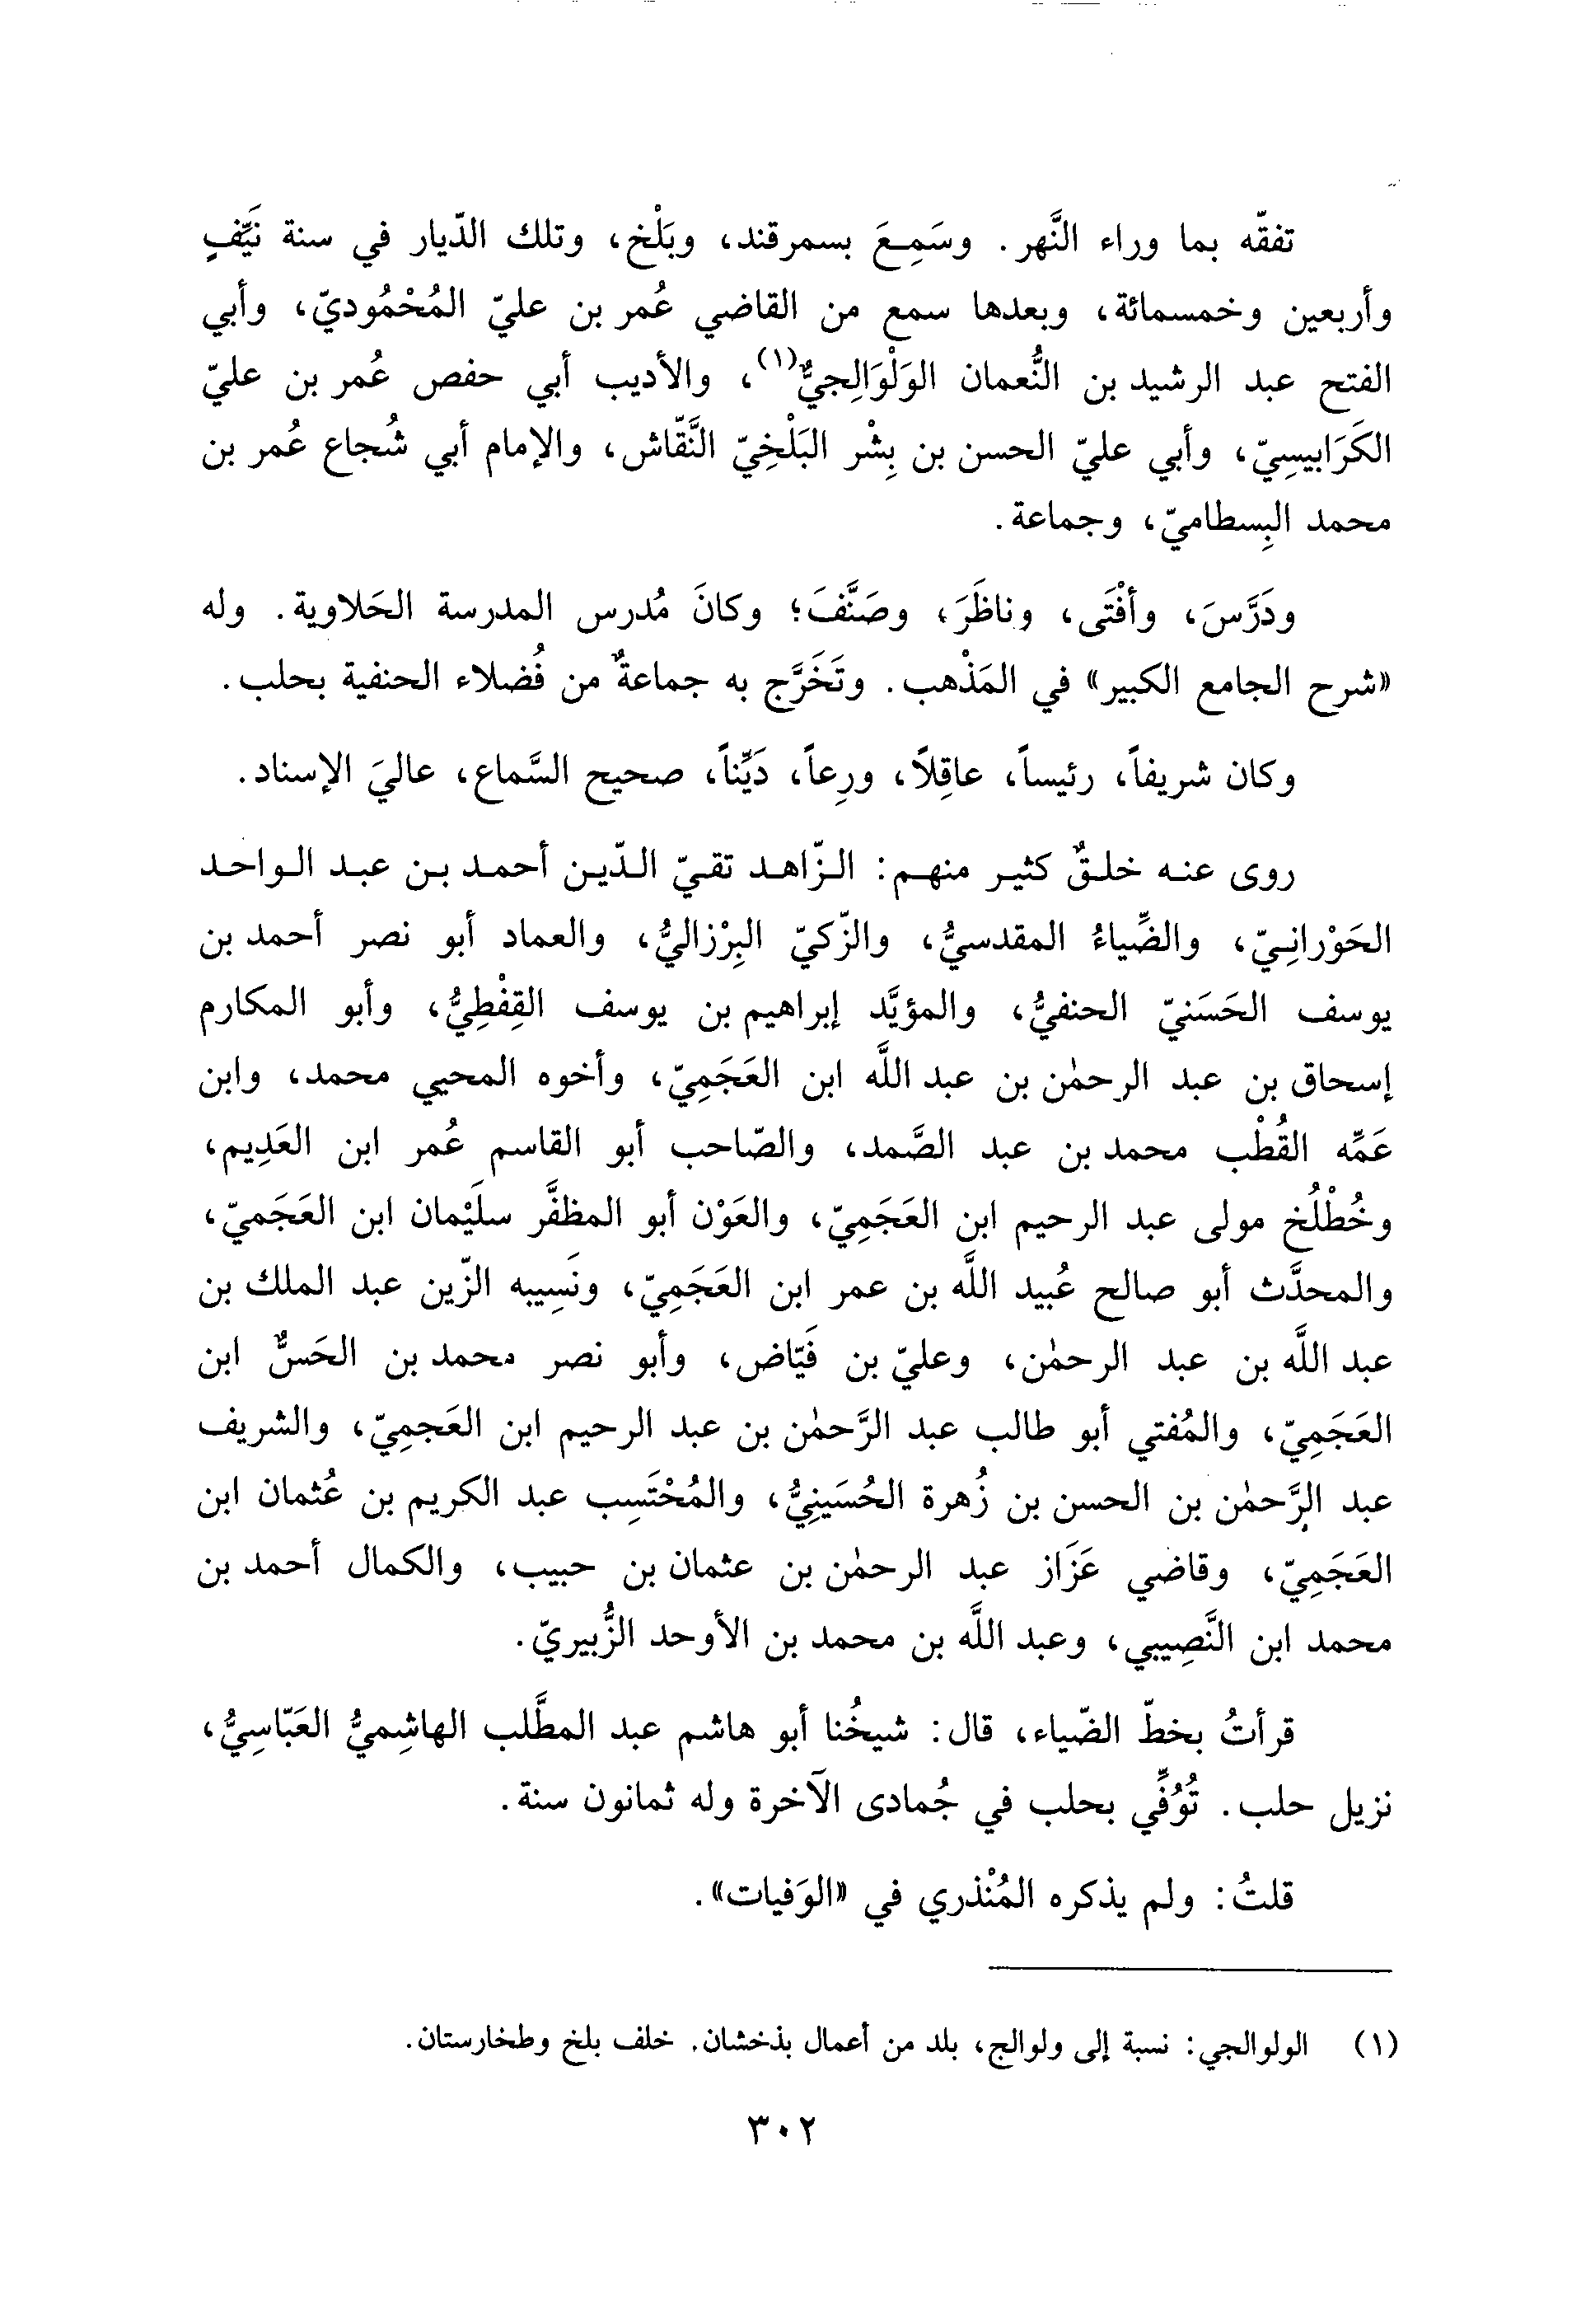 تفقّه بما وراء النَّهر. وسَمِعَ بسمرقند، وبَلْخ، وتلك الدّيار في سنة نَيِّفٍ
وأربعين وخمسمائة، وبعدها سمع من القاضي عُمر بن عليّ المُحْمُوديّ، وأبي
الفتح عبد الرشيد بن النُّعمان الوَلْوَالِجيٌّ(١)، والأديب أبي حفص عُمر بن عليّ
الكَرَابيسِيّ، وأبي عليّ الحسن بن بِشْر البَلْخِيّ النَّقّاش، والإمام أبي شُجاع عُمر بن
محمد البِسطاميّ، وجماعة.
ودَرَّسَ، وأفْتَى، وناظَرَ، وصَنَّفَ؛ وكانَ مُدرس المدرسة الحَلاوية. وله
«شرح الجامع الكبير» في المَذْهب. وتَخَرَّج به جماعةٌ من فُضلاء الحنفية بحلب.
وكان شريفاً، رئيساً، عاقِلاً، ورِعاً، دَيِّناً، صحيح السَّماع، عاليَ الإسناد.
روى عنه خلقٌ كثير منهم: الزّاهد تقيّ الدّين أحمد بن عبد الواحد
الحَوْرانِيّ، والضِّياءُ المقدسيُّ، والزّكيّ البِرْزاليُّ، والعماد أبو نصر أحمد بن
يوسف الحَسَنيّ الحنفيُّ، والمؤيَّد إبراهيم بن يوسف القِفْطِيُّ، وأبو المكارم
إسحاق بن عبد الرحمٰن بن عبد اللَّه ابن العَجَمِيّ، وأخوه المحيي محمد، وابن
عَمِّه القُطْب محمد بن عبد الصَّمد، والصّاحب أبو القاسم عُمر ابن العَدِيم،
وخُطْلُخ مولى عبد الرحيم ابن العَجَمِيّ، والعَوْن أبو المظفَّر سلَيْمان ابن العَجَميّ،
والمحدَّث أبو صالح عُبيد اللَّه بن عمر ابن العَجَمِيّ، ونَسِيبه الزّين عبد الملك بن
عبد اللَّه بن عبد الرحمٰن، وعليّ بن فَيّاض، وأبو نصر محمد بن الحَسٌّ ابن
العَجَمِيّ، والمُفتي أبو طالب عبد الرَّحمٰن بن عبد الرحيم ابن العَجمِيّ، والشريف
عبد الرَّحمٰن بن الحسن بن زُهرة الحُسَينِيُّ، والمُحْتَسِب عبد الكريم بن عُثمان ابن
العَجَمِيّ، وقاضي عَزَاز عبد الرحمٰن بن عثمان بن حبيب، والكمال أحمد بن
محمد ابن النَّصِيبي، وعبد اللَّه بن محمد بن الأوحد الزُّبيريّ.
قرأتُ بخطّ الضّياء، قال: شيخُنا أبو هاشم عبد المطَّلب الهاشِميُّ العَبّاسِيُّ،
نزيل حلب. تُوُفِّي بحلب في جُمادى الآخرة وله ثمانون سنة.
قلتُ: ولم يذكره المُنْذري في «الوَفيات».
(١) الولوالجي: نسبة إلى ولوالج، بلد من أعمال بذخشان. خلف بلخ وطخارستان.
٣٠٢